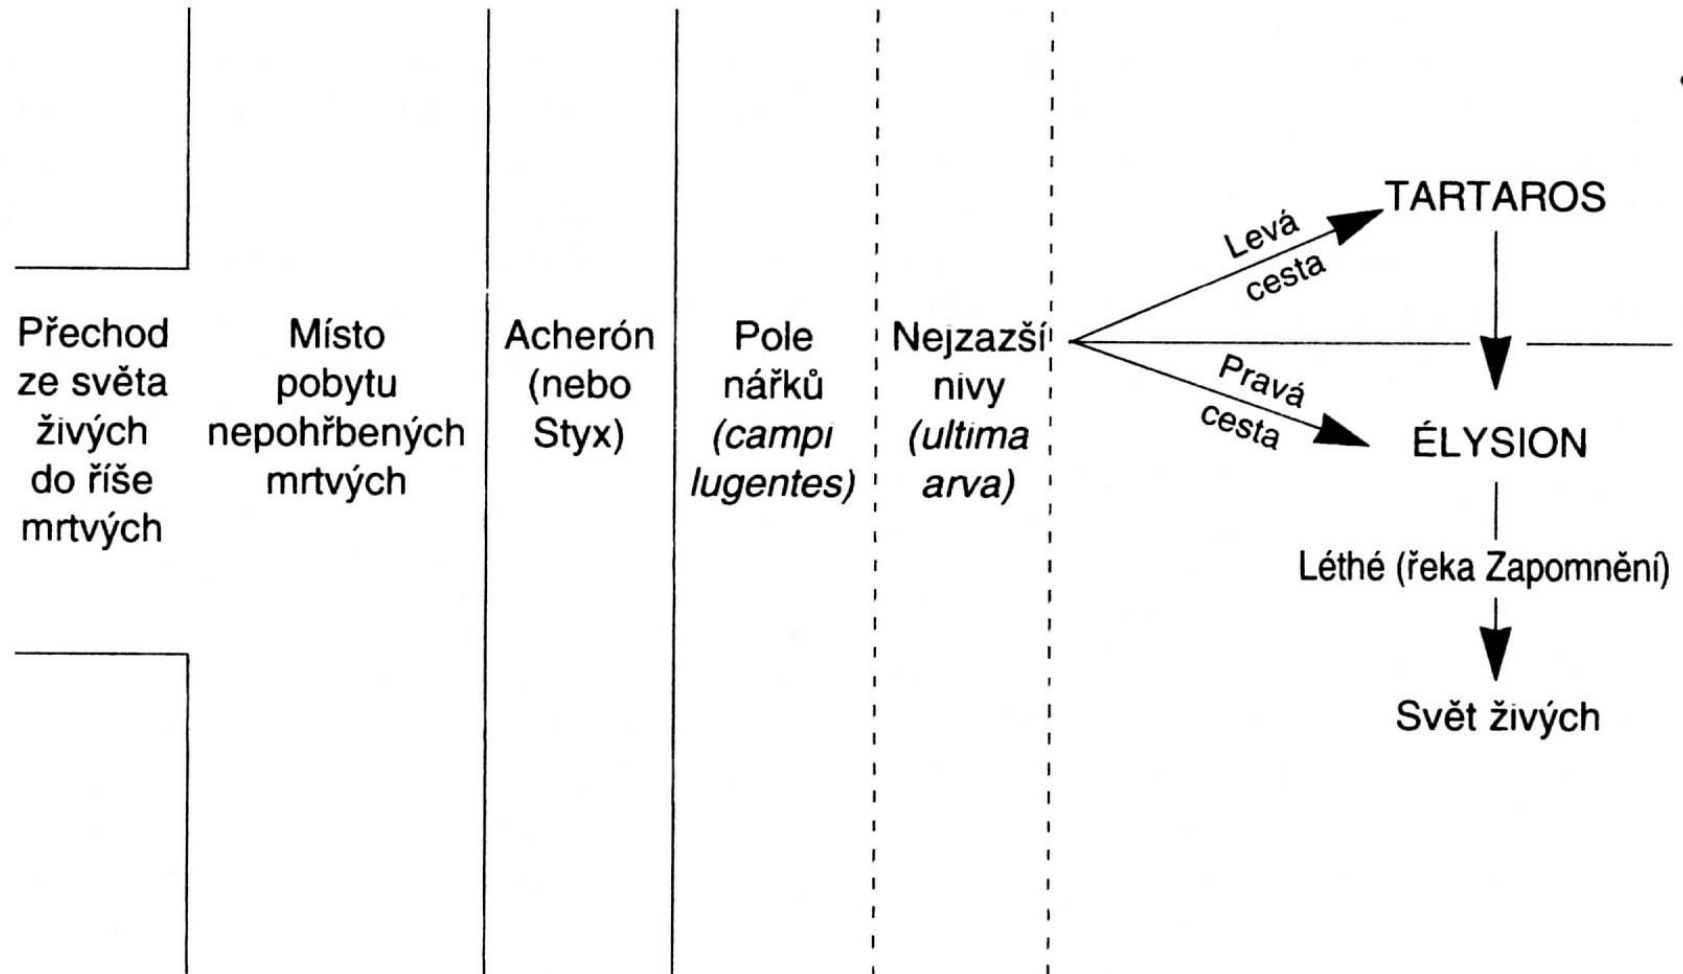 Přechod
ze světa
živých
do říše
mrtvých
Místo
pobytu
nepohřbených
mrtvých
Acherón
(nebo
Styx)
Pole
nářků
(campi
lugentes)
Nejzazší
nivy
(ultima
arva)
Levá
cesta
Pravá
cesta
TARTAROS
ÉLYSION
Léthé (řeka Zapomnění)
Svět živých